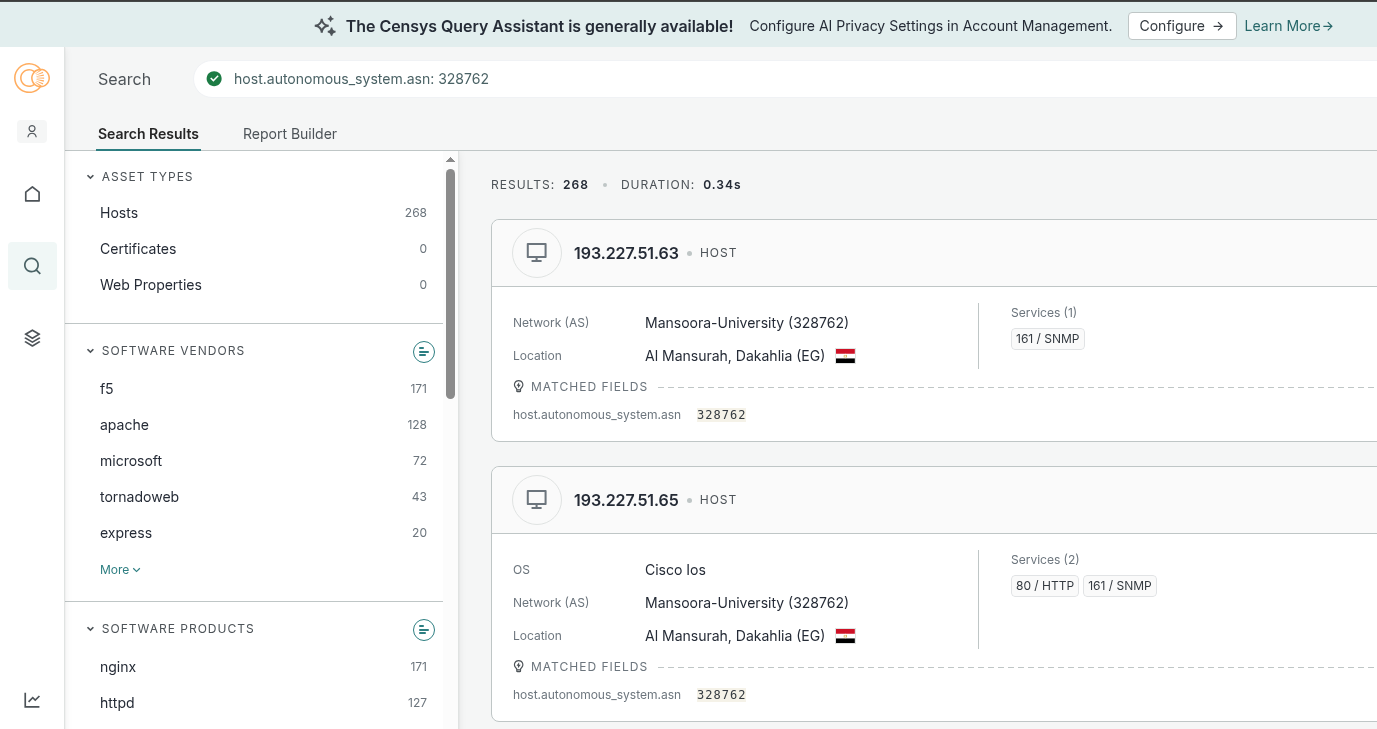 The Censys Query Assistant is generally available! Configure AI Privacy Settings in Account Management. Configure → Learn More→
Search host.autonomous_system.asn: 328762
Search Results Report Builder
ASSET TYPES
Hosts 268
Certificates 0
Web Properties 0
SOFTWARE VENDORS
f5 171
apache 128
microsoft 72
tornadoweb 43
express 20
More
SOFTWARE PRODUCTS
nginx 171
httpd 127
RESULTS: 268 • DURATION: 0.34s
193.227.51.63 • HOST
Network (AS) Mansoora-University (328762)
Location Al Mansurah, Dakahlia (EG)
Services (1)
161 / SNMP
MATCHED FIELDS
host.autonomous_system.asn 328762
193.227.51.65 • HOST
OS Cisco Ios
Network (AS) Mansoora-University (328762)
Location Al Mansurah, Dakahlia (EG)
Services (2)
80 / HTTP 161 / SNMP
MATCHED FIELDS
host.autonomous_system.asn 328762